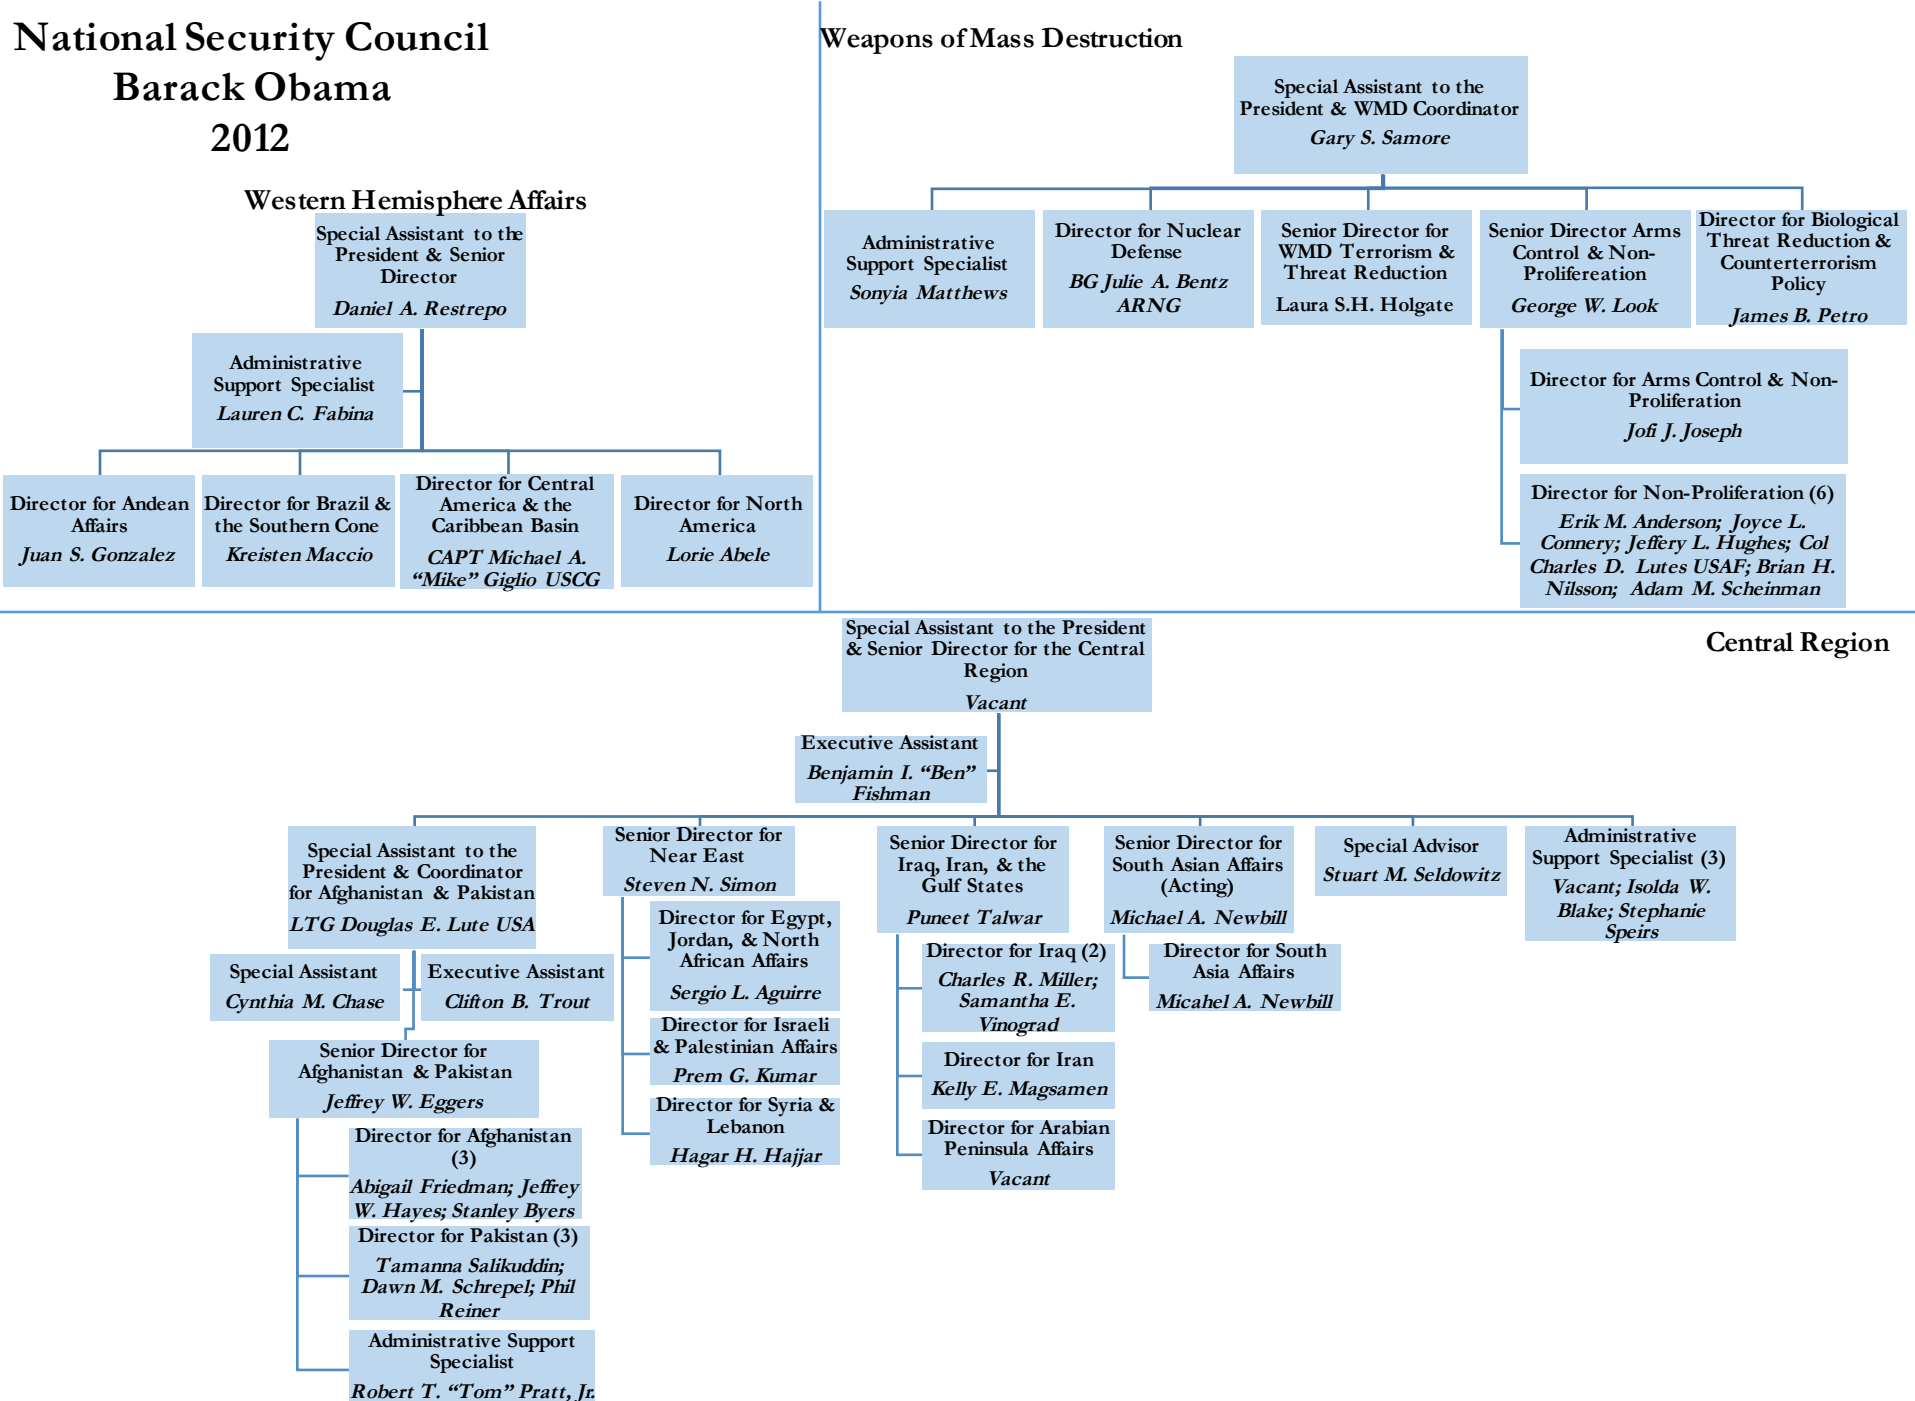 National Security Council
Barack Obama
2012
Western Hemisphere Affairs
Special Assistant to the
President & Senior
Director
Daniel A. Restrepo
Administrative
Support Specialist
Lauren C. Fabina
Director for Andean
Affairs
Juan S. Gonzalez
Director for Brazil &
the Southern Cone
Kreisten Maccio
Director for Central
America & the
Caribbean Basin
CAPT Michael A.
“Mike” Giglio USCG
Director for North
America
Lorie Abele
Weapons of Mass Destruction
Special Assistant to the
President & WMD Coordinator
Gary S. Samore
Administrative
Support Specialist
Sonyia Matthews
Director for Nuclear
Defense
BG Julie A. Bentz
ARNG
Senior Director for
WMD Terrorism &
Threat Reduction
Laura S.H. Holgate
Senior Director Arms
Control & Non-
Prolifereation
George W. Look
Director for Biological
Threat Reduction &
Counterterrorism
Policy
James B. Petro
Director for Arms Control & Non-
Proliferation
Jofi J. Joseph
Director for Non-Proliferation (6)
Erik M. Anderson; Joyce L.
Connery; Jeffery L. Hughes; Col
Charles D. Lutes USAF; Brian H.
Nilsson; Adam M. Scheinman
Central Region
Special Assistant to the President
& Senior Director for the Central
Region
Vacant
Executive Assistant
Benjamin I. “Ben”
Fishman
Special Assistant to the
President & Coordinator
for Afghanistan & Pakistan
LTG Douglas E. Lute USA
Special Assistant
Cynthia M. Chase
Executive Assistant
Clifton B. Trout
Senior Director for
Afghanistan & Pakistan
Jeffrey W. Eggers
Director for Afghanistan
(3)
Abigail Friedman; Jeffrey
W. Hayes; Stanley Byers
Director for Pakistan (3)
Tamanna Salikuddin;
Dawn M. Schrepel; Phil
Reiner
Administrative Support
Specialist
Robert T. “Tom” Pratt, Jr.
Senior Director for
Near East
Steven N. Simon
Director for Egypt,
Jordan, & North
African Affairs
Sergio L. Aguirre
Director for Israeli
& Palestinian Affairs
Prem G. Kumar
Director for Syria &
Lebanon
Hagar H. Hajjar
Senior Director for
Iraq, Iran, & the
Gulf States
Puneet Talwar
Director for Iraq (2)
Charles R. Miller;
Samantha E.
Vinograd
Director for Iran
Kelly E. Magsamen
Director for Arabian
Peninsula Affairs
Vacant
Senior Director for
South Asian Affairs
(Acting)
Michael A. Newbill
Director for South
Asia Affairs
Micahel A. Newbill
Special Advisor
Stuart M. Seldowitz
Administrative
Support Specialist (3)
Vacant; Isolda W.
Blake; Stephanie
Speirs